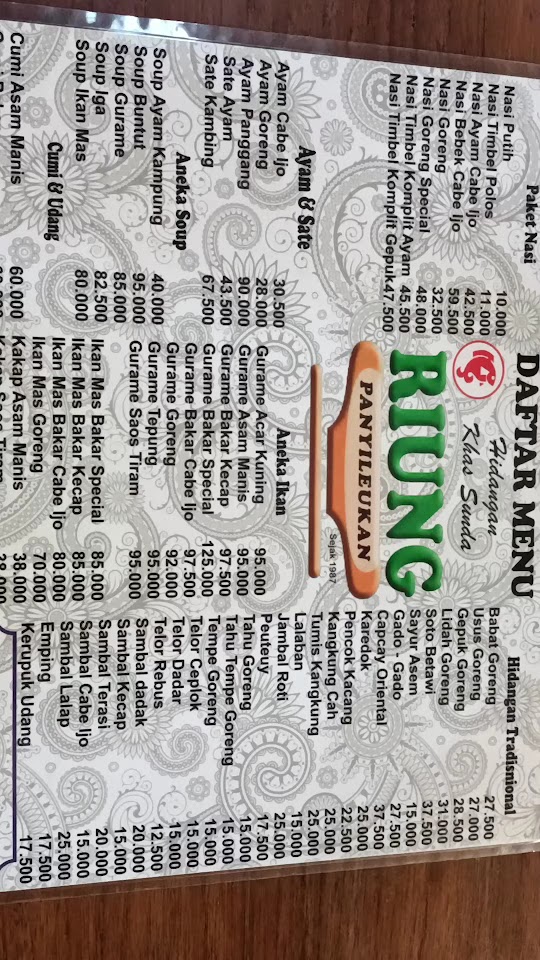 DAFTAR MENU
Hidangan
Khas Sunda
RIUNG
PANYILEUKAN
Sejak 1987
Paket Nasi
Nasi Putih 10.000
Nasi Timbel Polos 11.000
Nasi Ayam Cabe Ijo 42.500
Nasi Bebek Cabe Ijo 59.500
Nasi Goreng 32.500
Nasi Goreng Special 48.000
Nasi Timbel Komplit Ayam 45.500
Nasi Timbel Komplit Gepuk 47.500
Ayam & Sate
Ayam Cabe Ijo 30.500
Ayam Goreng 28.000
Ayam Panggang 90.000
Sate Ayam 43.500
Sate Kambing 67.500
Aneka Soup
Soup Ayam Kampung 40.000
Soup Buntut 95.000
Soup Gurame 85.000
Soup Iga 82.500
Soup Ikan Mas 80.000
Cumi & Udang
Cumi Asam Manis 60.000
Aneka Ikan
Gurame Acar Kuning 95.000
Gurame Asam Manis 95.000
Gurame Bakar Kecap 97.500
Gurame Bakar Special 125.000
Gurame Bakar Cabe Ijo 97.500
Gurame Goreng 92.000
Gurame Tepung 95.000
Gurame Saos Tiram 95.000
Ikan Mas Bakar Special 85.000
Ikan Mas Bakar Kecap 85.000
Ikan Mas Bakar Cabe Ijo 80.000
Ikan Mas Goreng 70.000
Kakap Asam Manis 38.000
Kakap Saos Tiram
Hidangan Tradisnional
Babat Goreng 27.500
Usus Goreng 27.000
Gepuk Goreng 28.500
Lidah Goreng 31.000
Soto Betawi 37.500
Sayur Asem 15.000
Gado - Gado 27.500
Capcay Oriental 37.500
Karedok 25.000
Pencok Kacang 22.500
Kangkung Cah 25.000
Tumis Kangkung 25.000
Lalaban 15.000
Jambal Roti 25.000
Peuteuy 17.500
Tahu Goreng 15.000
Tahu Tempe Goreng 15.000
Tempe Goreng 15.000
Telor Ceplok 15.000
Telor Dadar 15.000
Telor Rebus 12.500
Sambal dadak 20.000
Sambal Kecap 15.000
Sambal Terasi 20.000
Sambal Cabe Ijo 15.000
Sambal Lalap 25.000
Emping 17.500
Kerupuk Udang 17.500